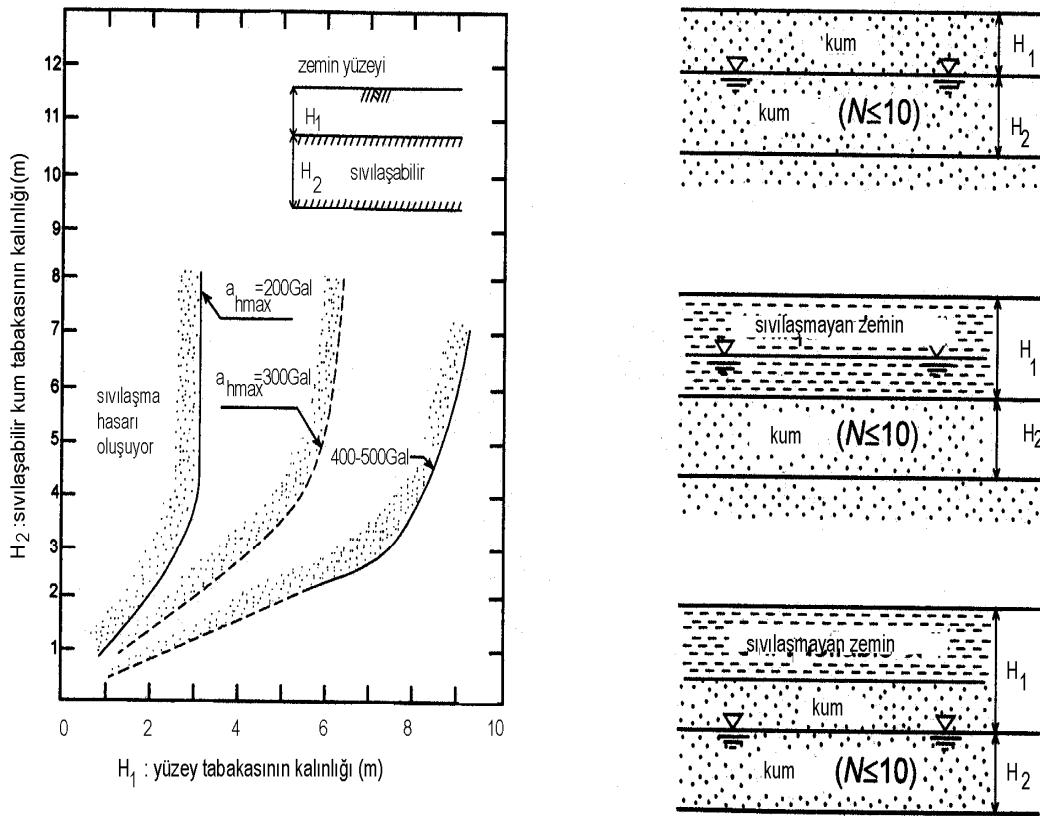 12
11
10
9
8
7
6
5
4
3
2
1
H2 :sıvılaşabilir kum tabakasının kalınlığı(m)
zemin yüzeyi
H1
H2
sıvılaşabilir
ahmax=200Gal
ahmax=300Gal
400-500Gal
sıvılaşma
hasarı
oluşuyor
0 2 4 6 8 10
H1 : yüzey tabakasının kalınlığı (m)
kum
H1
kum (N≤10)
H2
sıvılaşmayan zemin
H1
kum (N≤10)
H2
sıvılaşmayan zemin
H1
kum
kum (N≤10)
H2